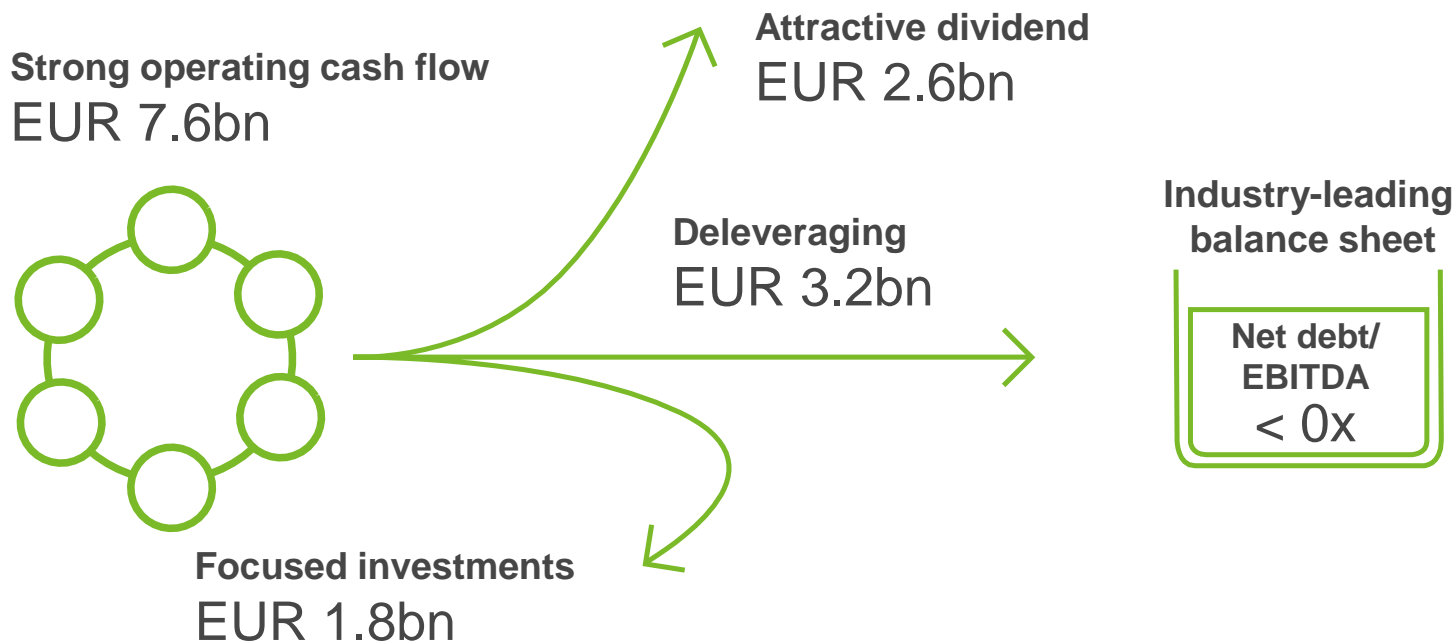 Strong operating cash flow
EUR 7.6bn
Attractive dividend
EUR 2.6bn
Deleveraging
EUR 3.2bn
Focused investments
EUR 1.8bn
Industry-leading
balance sheet
Net debt/
EBITDA
< 0x